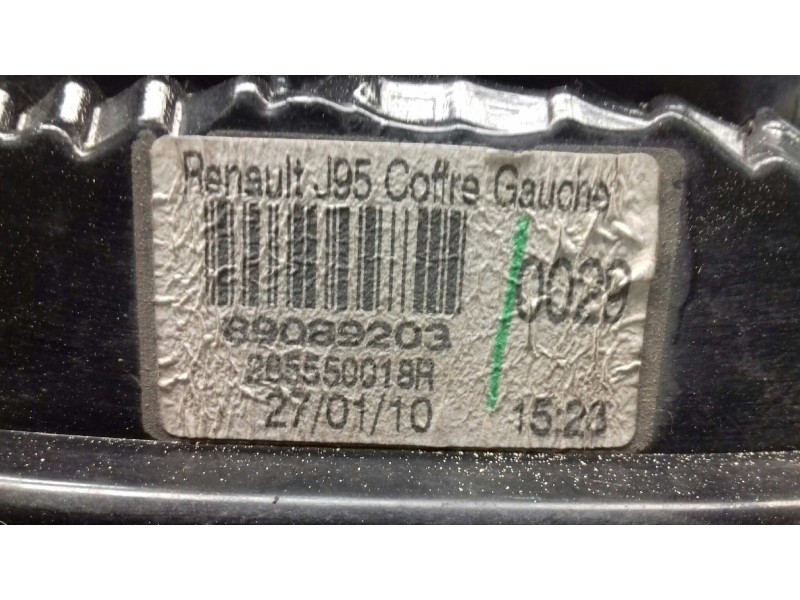 Renault J95 Coffre Gauche
0029
89089203
265550018R
27/01/10 15:23